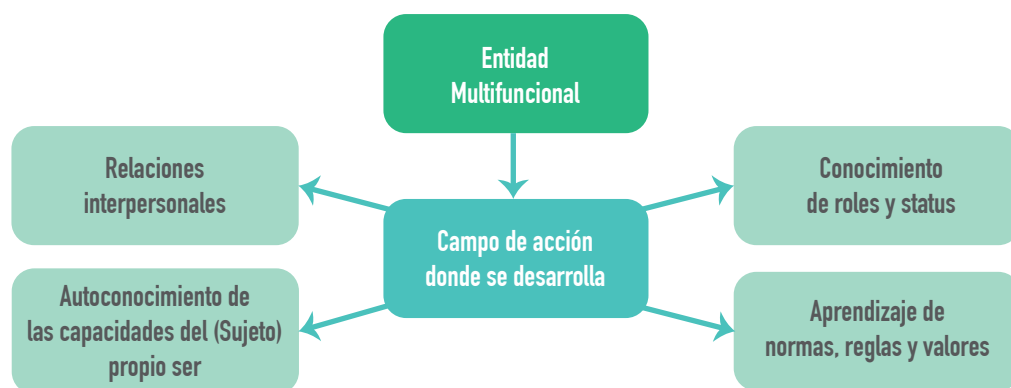 Entidad
Multifuncional
Relaciones
interpersonales
Conocimiento
de roles y status
Campo de acción
donde se desarrolla
Autoconocimiento de
las capacidades del (Sujeto)
propio ser
Aprendizaje de
normas, reglas y valores